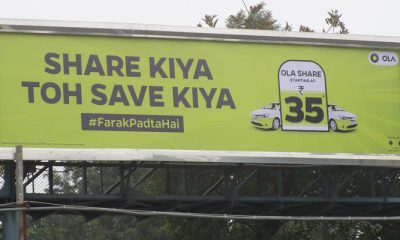 SHARE KIYA
TOH SAVE KIYA
#FarakPadtaHai
OLA SHARE
STARTING AT
₹
35
OLA